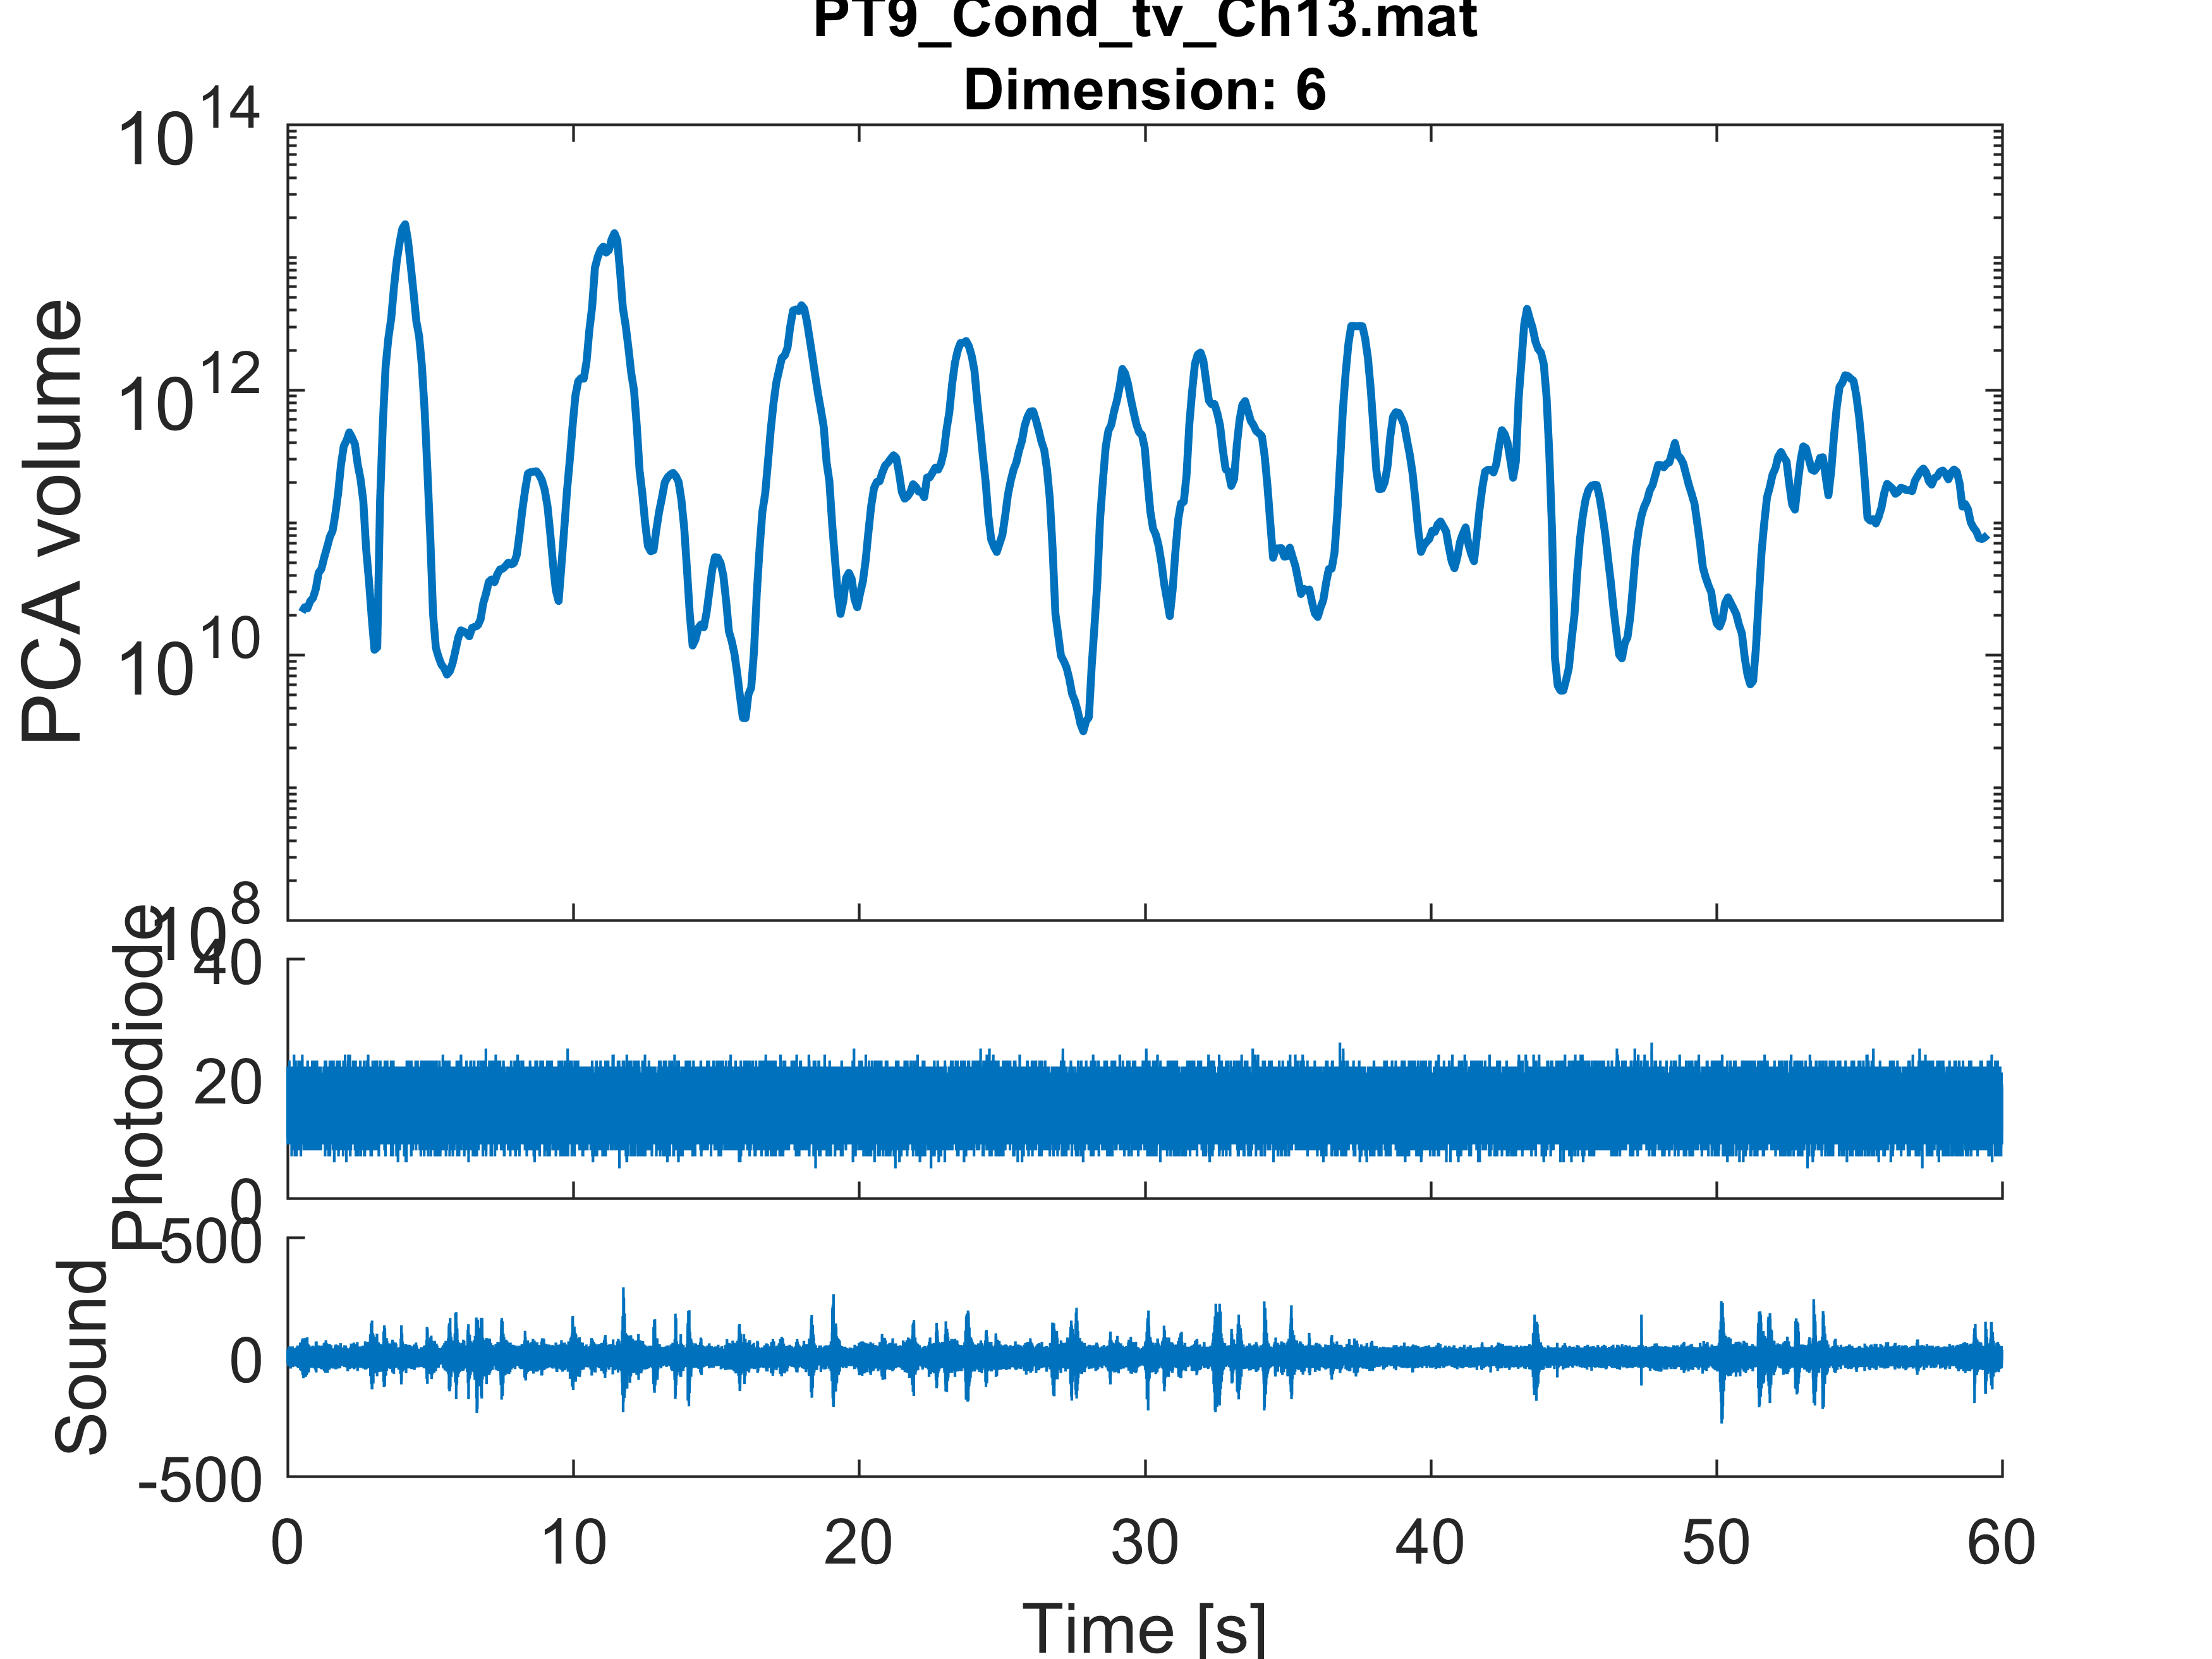 PT9_Cond_tv_Ch13.mat
Dimension: 6
PCA volume
10^14
10^12
10^10
10^8
Photodiode
40
20
0
Sound
500
0
-500
0 10 20 30 40 50 60
Time [s]